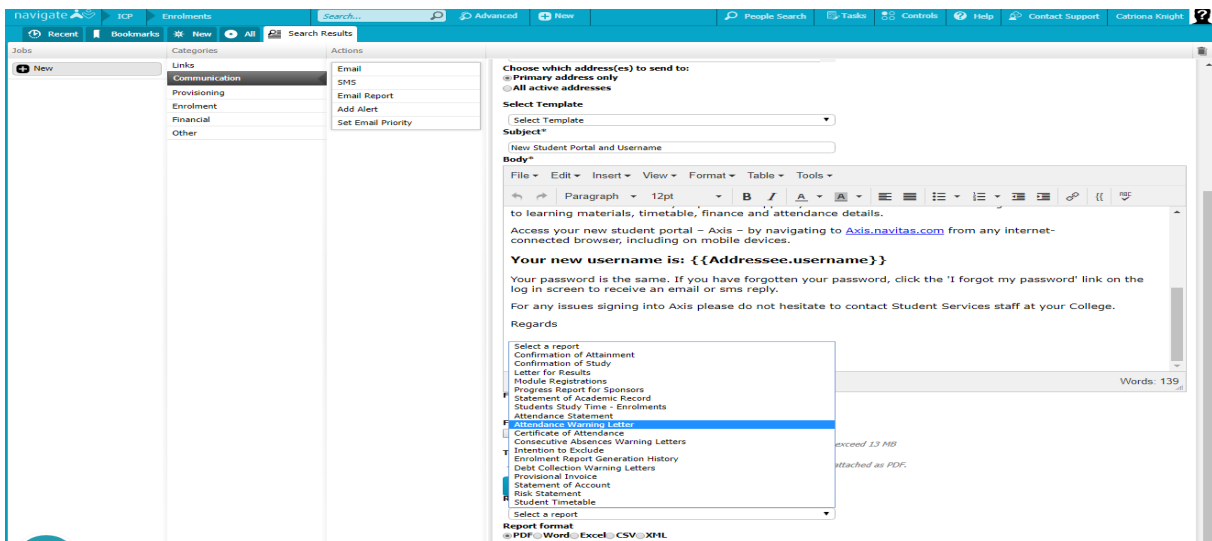 navigate ICP Enrolments Search... Advanced New People Search Tasks Controls Help Contact Support Catriona Knight
Recent Bookmarks New All Search Results
Jobs Categories Actions
New
Links
Communication
Provisioning
Enrolment
Financial
Other
Email
SMS
Email Report
Add Alert
Set Email Priority
Choose which address(es) to send to:
Primary address only
All active addresses
Select Template
Select Template
Subject*
New Student Portal and Username
Body*
File Edit Insert View Format Table Tools
Paragraph 12pt B I A A {{ ABC
to learning materials, timetable, finance and attendance details.
Access your new student portal – Axis – by navigating to Axis.navitas.com from any internet-
connected browser, including on mobile devices.
Your new username is: {{Addressee.username}}
Your password is the same. If you have forgotten your password, click the 'I forgot my password' link on the
log in screen to receive an email or sms reply.
For any issues signing into Axis please do not hesitate to contact Student Services staff at your College.
Regards
Select a report
Confirmation of Attainment
Confirmation of Study
Letter for Results
Module Registrations
Progress Report for Sponsors
Statement of Academic Record
Students Study Time - Enrolments
Attendance Statement
Attendance Warning Letter
Certificate of Attendance
Consecutive Absences Warning Letters
Intention to Exclude
Enrolment Report Generation History
Debt Collection Warning Letters
Provisional Invoice
Statement of Account
Risk Statement
Student Timetable
Words: 139
exceed 13 MB
attached as PDF.
Select a report
Report format
PDF Word Excel CSV XML